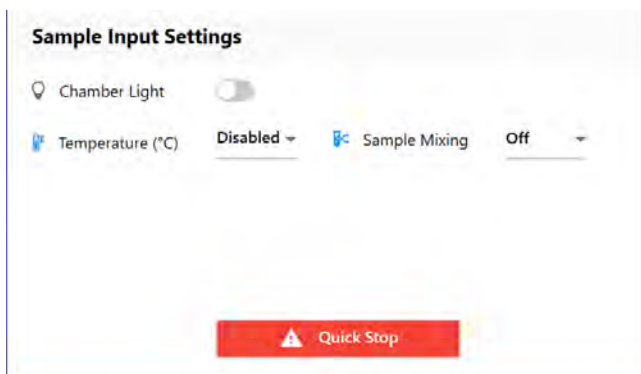 Sample Input Settings
Chamber Light
Temperature (°C) Disabled Sample Mixing Off
Quick Stop